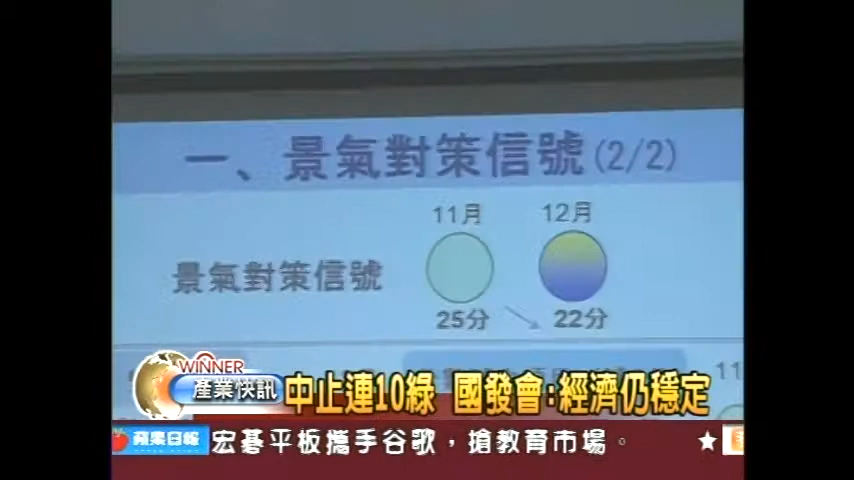 一、景氣對策信號(2/2)
11月 12月
景氣對策信號
25分 22分
11
WINNER
產業快訊 中止連10綠 國發會:經濟仍穩定
蘋果日報 宏碁平板攜手谷歌，搶教育市場。